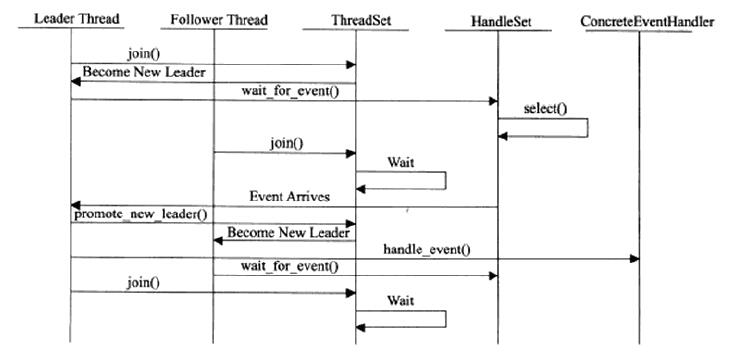 Leader Thread
Follower Thread
ThreadSet
HandleSet
ConcreteEventHandler
join()
Become New Leader
wait_for_event()
select()
join()
Wait
Event Arrives
promote_new_leader()
Become New Leader
handle_event()
wait_for_event()
join()
Wait